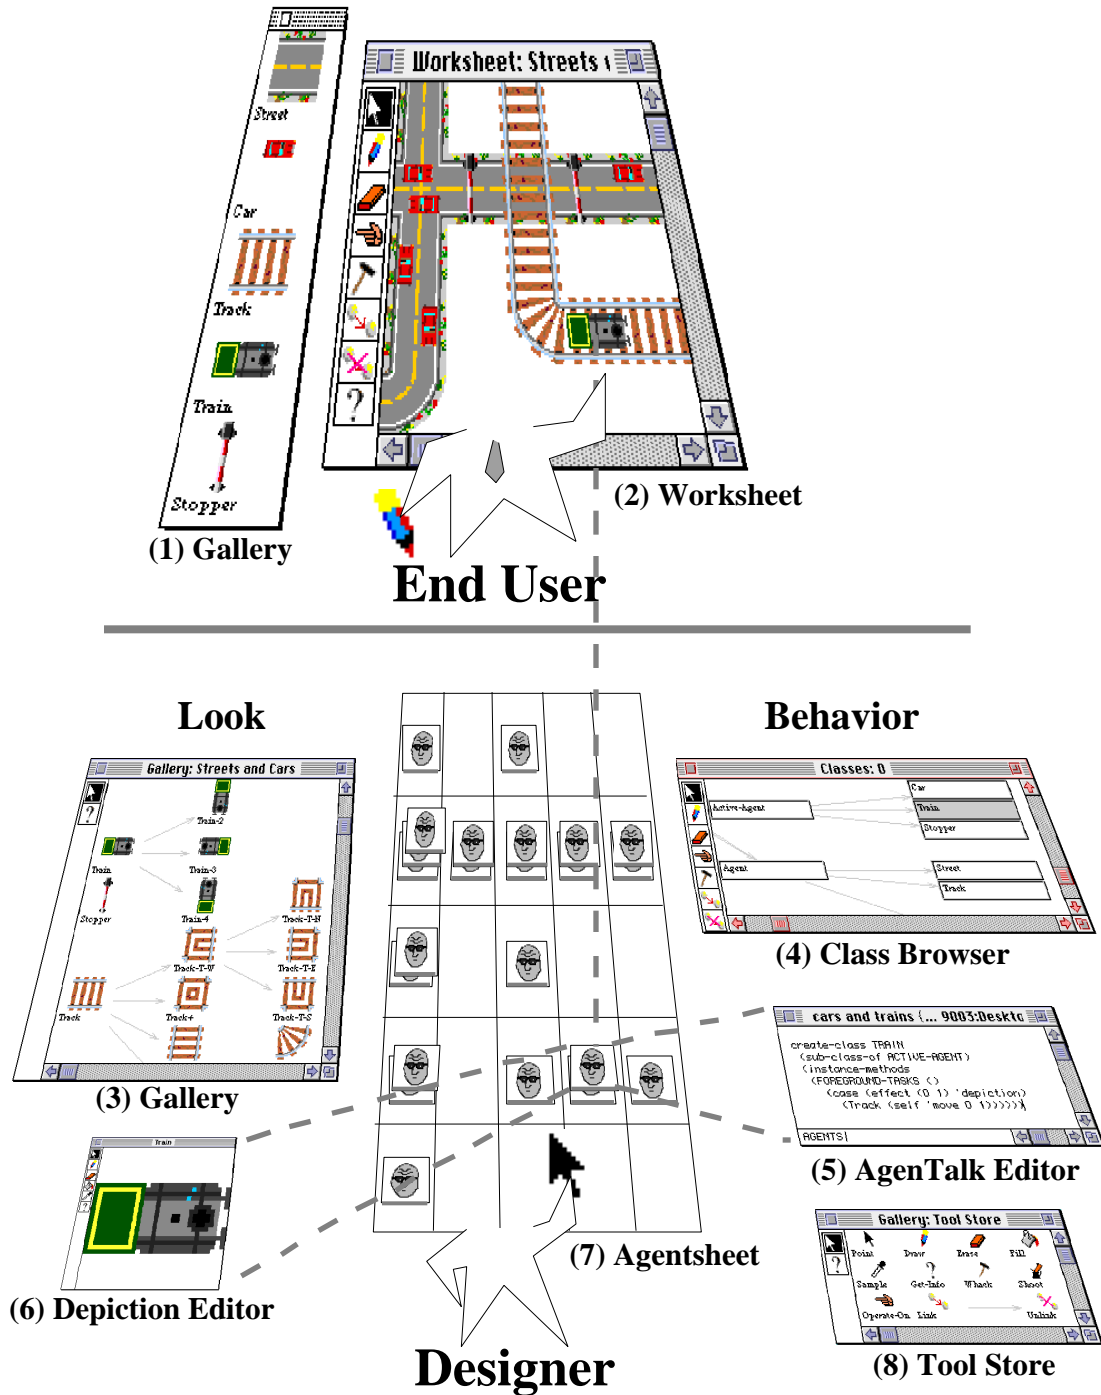 Worksheet: Streets
Street
Car
Track
Train
Stopper
?
(1) Gallery
(2) Worksheet
End User
Look
Behavior
Gallery: Streets and Cars
?
Train-2
Train
Train-3
Stopper
Train-4
Track-T-N
Track-T-W
Track-T-E
Track
Track+
Track-T-S
(3) Gallery
Classes: 0
Car
Active-Agent
Train
Stopper
Agent
Street
Track
(4) Class Browser
cars and trains (... 9003:Deskto
create-class TRAIN
(sub-class-of ACTIVE-AGENT)
(instance-methods
(FOREGROUND-TASKS ()
(case (effect (0 1) 'depiction)
(Track (self 'move 0 1))))))
AGENTS
(5) AgenTalk Editor
Train
?
(6) Depiction Editor
(7) Agentsheet
Designer
Gallery: Tool Store
?
Point Draw Erase Fill
Sample Get-Info Whack Shoot
Operate-On Link Unlink
(8) Tool Store